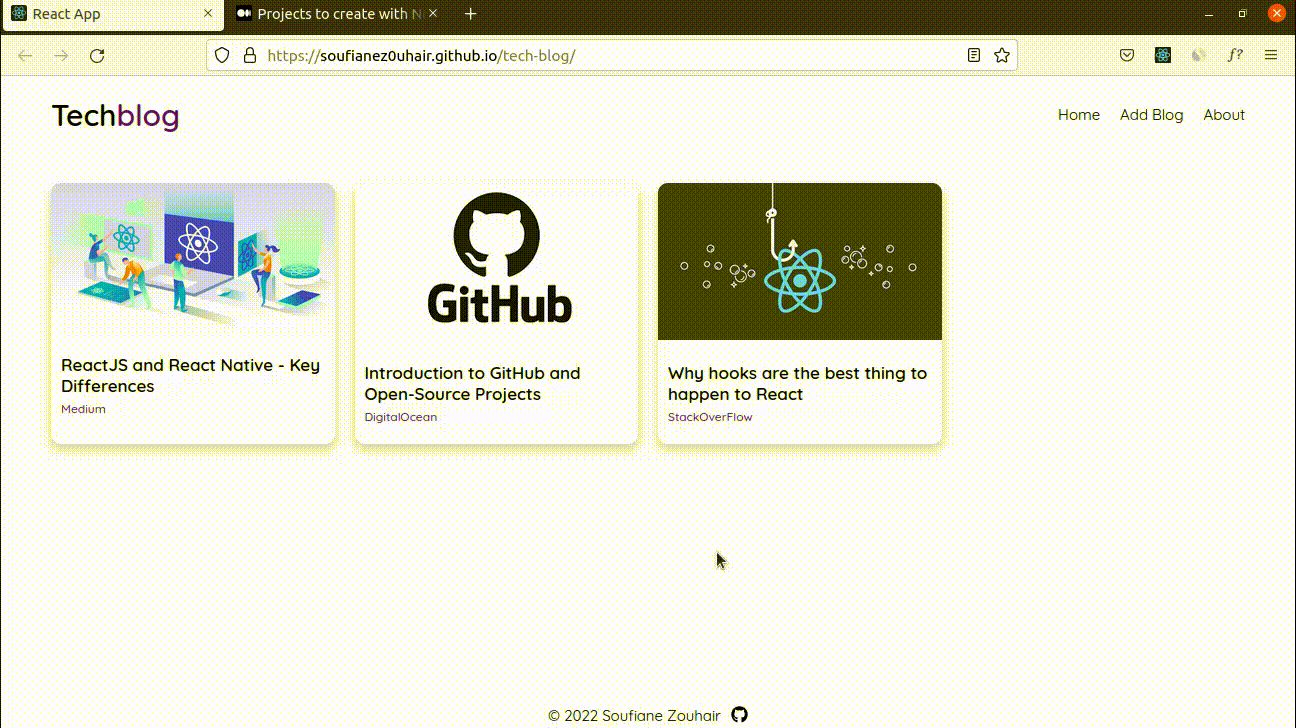 React App
Projects to create with N
https://soufianez0uhair.github.io/tech-blog/
f?
Techblog
Home Add Blog About
GitHub
ReactJS and React Native - Key
Differences
Medium
Introduction to GitHub and
Open-Source Projects
DigitalOcean
Why hooks are the best thing to
happen to React
StackOverFlow
© 2022 Soufiane Zouhair